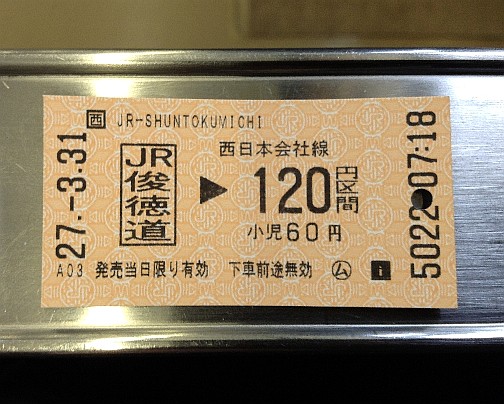 27.-3.31
西 JR-SHUNTOKUMICHI
西日本会社線
JR
俊徳道
▶ 120円区間
小児60円
A03 発売当日限り有効 下車前途無効 ム i
5022 07:18